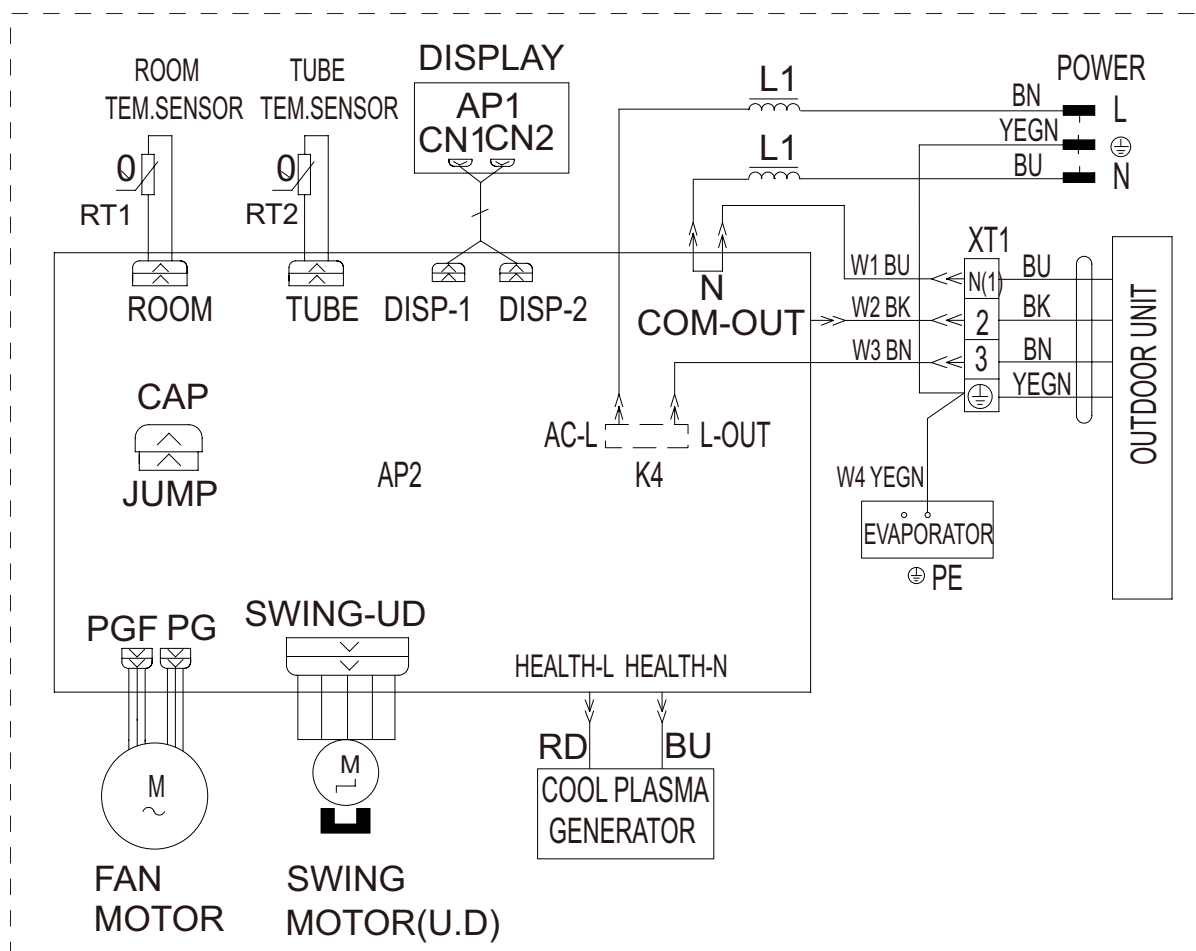 ROOM
TEM.SENSOR
TUBE
TEM.SENSOR
DISPLAY
AP1
CN1 CN2
L1
L1
POWER
BN
L
YEGN
BU
N
0
RT1
0
RT2
XT1
ROOM
TUBE
DISP-1
DISP-2
N
COM-OUT
W1 BU
N(1)
BU
W2 BK
2
BK
W3 BN
3
BN
YEGN
OUTDOOR UNIT
CAP
JUMP
AP2
AC-L
L-OUT
K4
W4 YEGN
EVAPORATOR
PE
PGF PG
SWING-UD
HEALTH-L HEALTH-N
RD
BU
M
M
COOL PLASMA
GENERATOR
FAN
MOTOR
SWING
MOTOR(U.D)